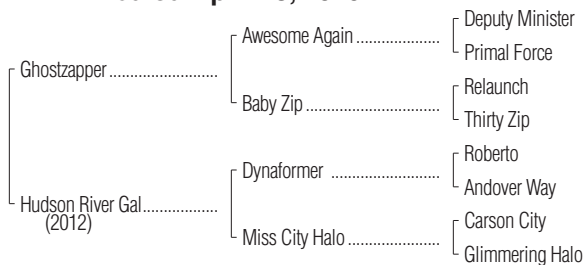 Ghostzapper
Hudson River Gal
(2012)
Awesome Again
Baby Zip
Dynaformer
Miss City Halo
Deputy Minister
Primal Force
Relaunch
Thirty Zip
Roberto
Andover Way
Carson City
Glimmering Halo